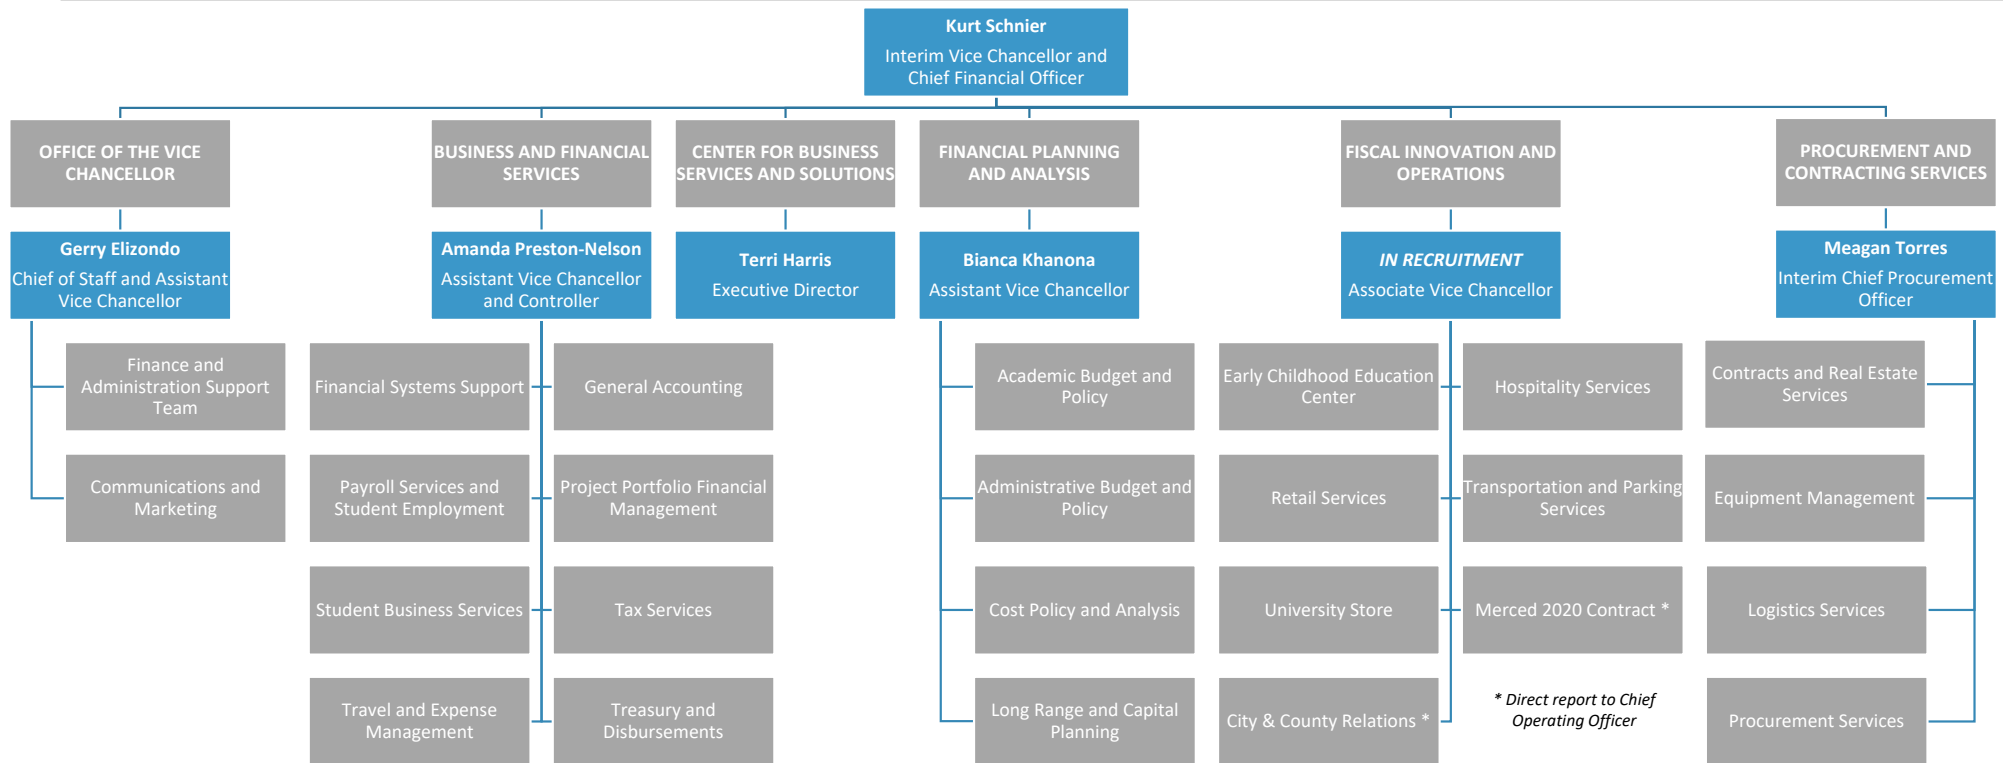 Kurt Schnier
Interim Vice Chancellor and
Chief Financial Officer
OFFICE OF THE VICE
CHANCELLOR
BUSINESS AND FINANCIAL
SERVICES
CENTER FOR BUSINESS
SERVICES AND SOLUTIONS
FINANCIAL PLANNING
AND ANALYSIS
FISCAL INNOVATION AND
OPERATIONS
PROCUREMENT AND
CONTRACTING SERVICES
Gerry Elizondo
Chief of Staff and Assistant
Vice Chancellor
Amanda Preston-Nelson
Assistant Vice Chancellor
and Controller
Terri Harris
Executive Director
Bianca Khanona
Assistant Vice Chancellor
IN RECRUITMENT
Associate Vice Chancellor
Meagan Torres
Interim Chief Procurement
Officer
Finance and
Administration Support
Team
Financial Systems Support
General Accounting
Academic Budget and
Policy
Early Childhood Education
Center
Hospitality Services
Contracts and Real Estate
Services
Communications and
Marketing
Payroll Services and
Student Employment
Project Portfolio Financial
Management
Administrative Budget and
Policy
Retail Services
Transportation and Parking
Services
Equipment Management
Student Business Services
Tax Services
Cost Policy and Analysis
University Store
Merced 2020 Contract *
Logistics Services
Travel and Expense
Management
Treasury and
Disbursements
Long Range and Capital
Planning
City & County Relations *
* Direct report to Chief
Operating Officer
Procurement Services